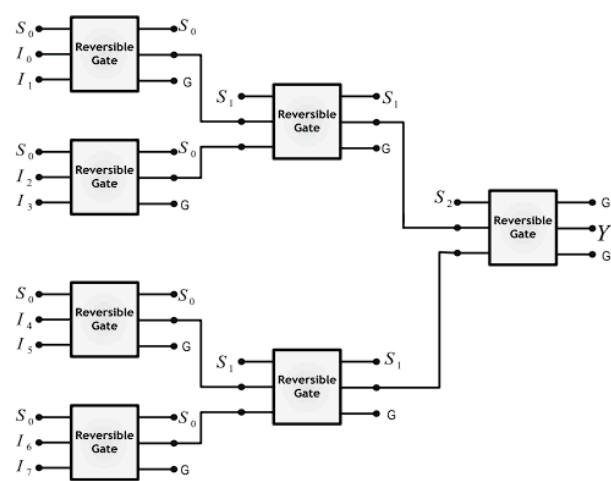 S0 S0
I0 Reversible Gate
I1 G
S1 S1
Reversible Gate
G
S0 S0
I2 Reversible Gate
I3 G
S2 G
Reversible Gate Y
G
S0 S0
I4 Reversible Gate
I5 G
S1 S1
Reversible Gate
G
S0 S0
I6 Reversible Gate
I7 G